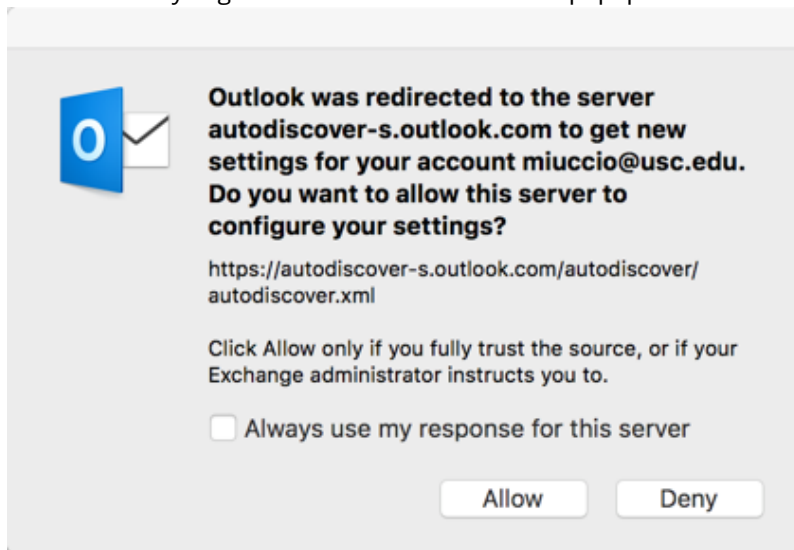 Outlook was redirected to the server
autodiscover-s.outlook.com to get new
settings for your account miuccio@usc.edu.
Do you want to allow this server to
configure your settings?
https://autodiscover-s.outlook.com/autodiscover/
autodiscover.xml
Click Allow only if you fully trust the source, or if your
Exchange administrator instructs you to.
Always use my response for this server
Allow Deny